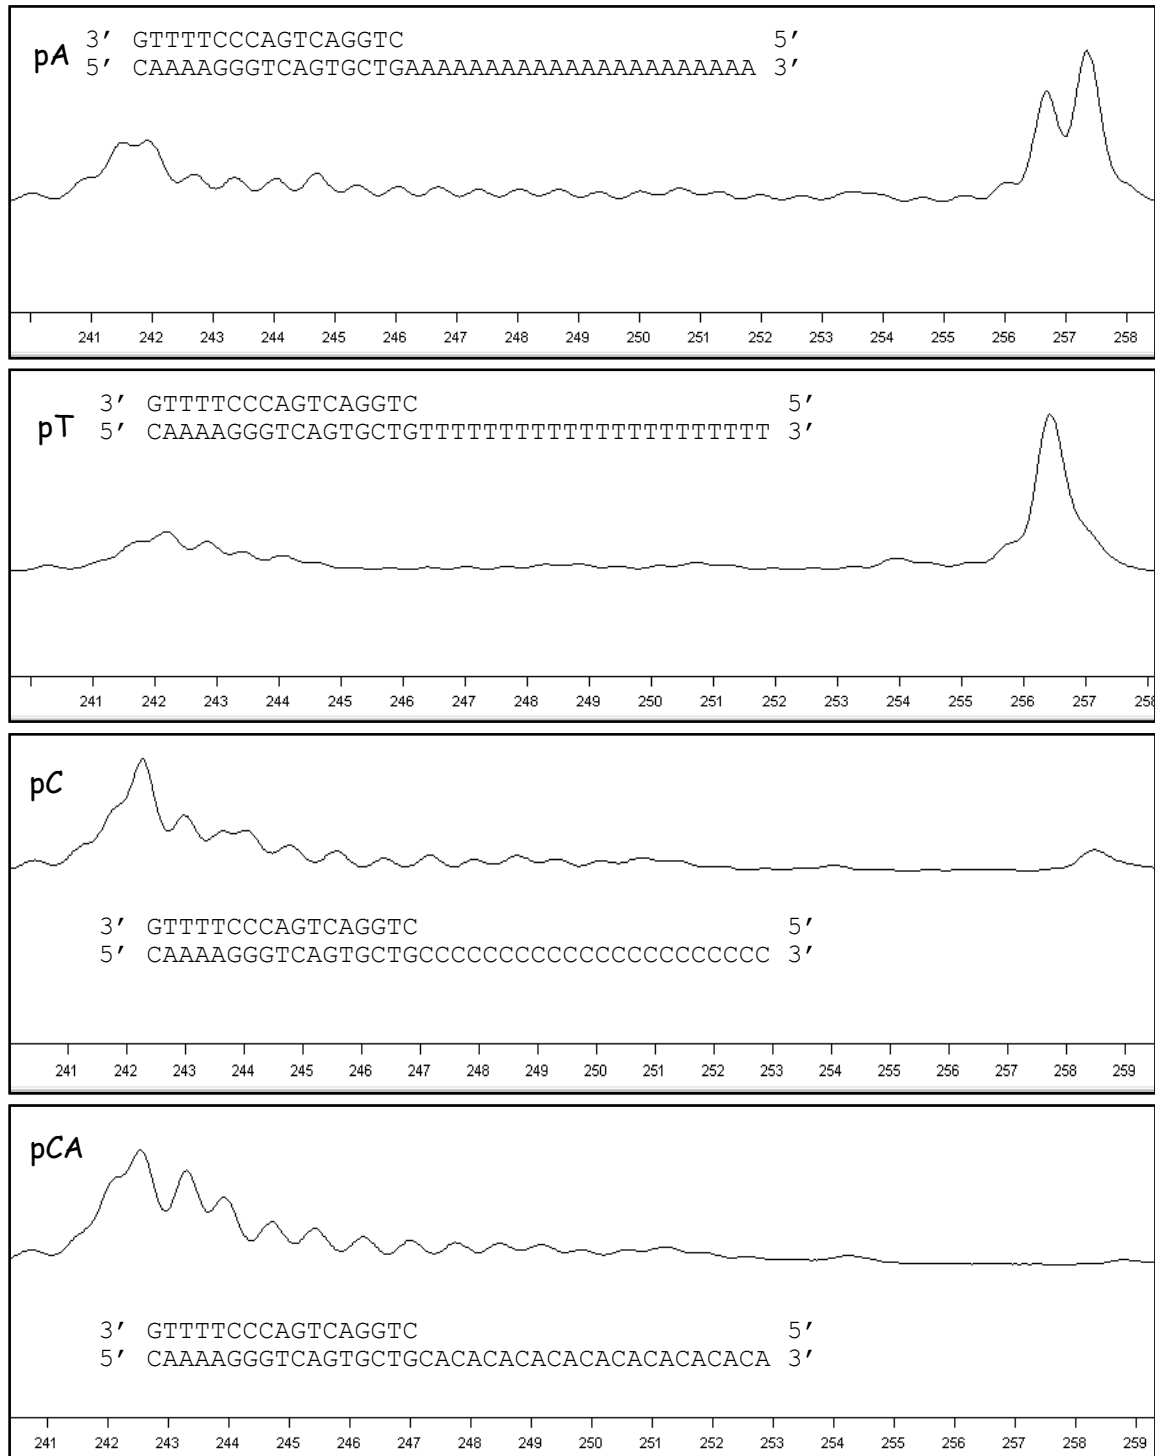 pA
3′ GTTTTCCCAGTCAGGTC 5′
5′ CAAAAGGGTCAGTGCTGAAAAAAAAAAAAAAAAAAAAAA 3′
241 242 243 244 245 246 247 248 249 250 251 252 253 254 255 256 257 258
pT
3′ GTTTTCCCAGTCAGGTC 5′
5′ CAAAAGGGTCAGTGCTGTTTTTTTTTTTTTTTTTTTTTT 3′
241 242 243 244 245 246 247 248 249 250 251 252 253 254 255 256 257 258
pC
3′ GTTTTCCCAGTCAGGTC 5′
5′ CAAAAGGGTCAGTGCTGCCCCCCCCCCCCCCCCCCCCCC 3′
241 242 243 244 245 246 247 248 249 250 251 252 253 254 255 256 257 258 259
pCA
3′ GTTTTCCCAGTCAGGTC 5′
5′ CAAAAGGGTCAGTGCTGCACACACACACACACACACACA 3′
241 242 243 244 245 246 247 248 249 250 251 252 253 254 255 256 257 258 259